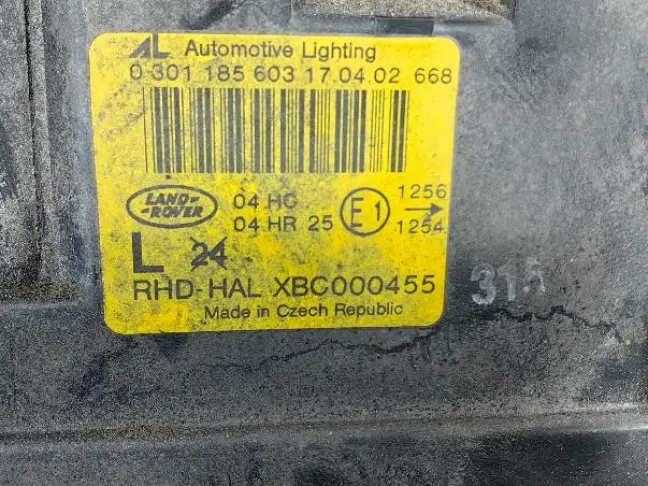 AL Automotive Lighting
0 301 185 603 17.04.02 668
LAND-
-ROVER
04 HC
04 HR 25
E1
1256
1254
L 24
RHD-HAL XBC000455
Made in Czech Republic
315